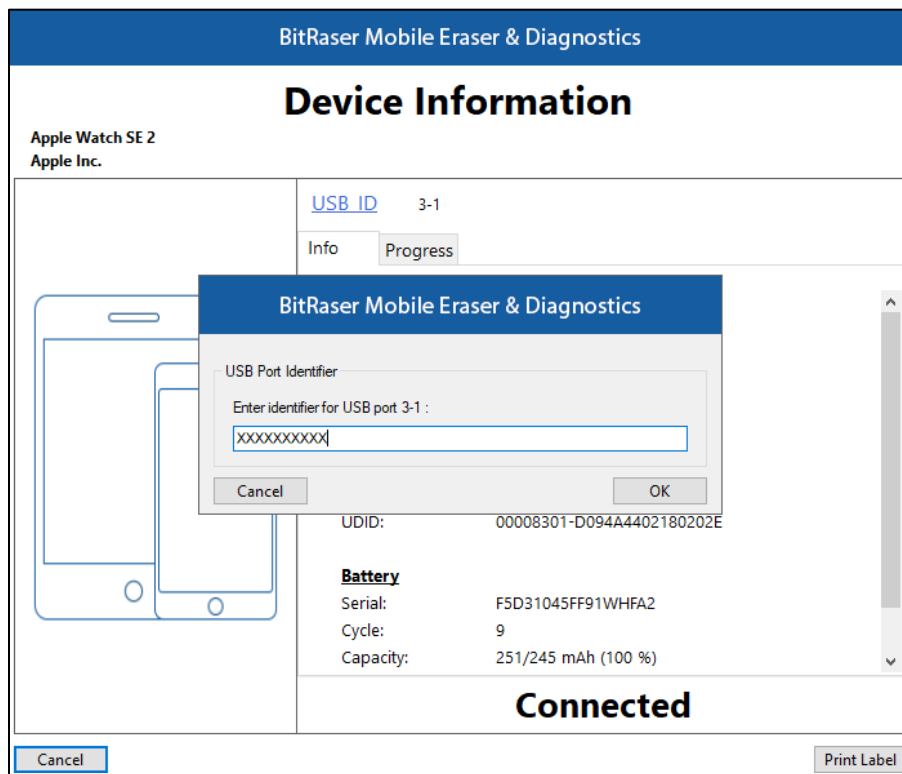 BitRaser Mobile Eraser & Diagnostics
Device Information
Apple Watch SE 2
Apple Inc.
USB ID 3-1
Info Progress
BitRaser Mobile Eraser & Diagnostics
USB Port Identifier
Enter identifier for USB port 3-1 :
XXXXXXXXXX
Cancel OK
UDID: 00008301-D094A4402180202E
Battery
Serial: F5D31045FF91WHFA2
Cycle: 9
Capacity: 251/245 mAh (100 %)
Connected
Cancel Print Label